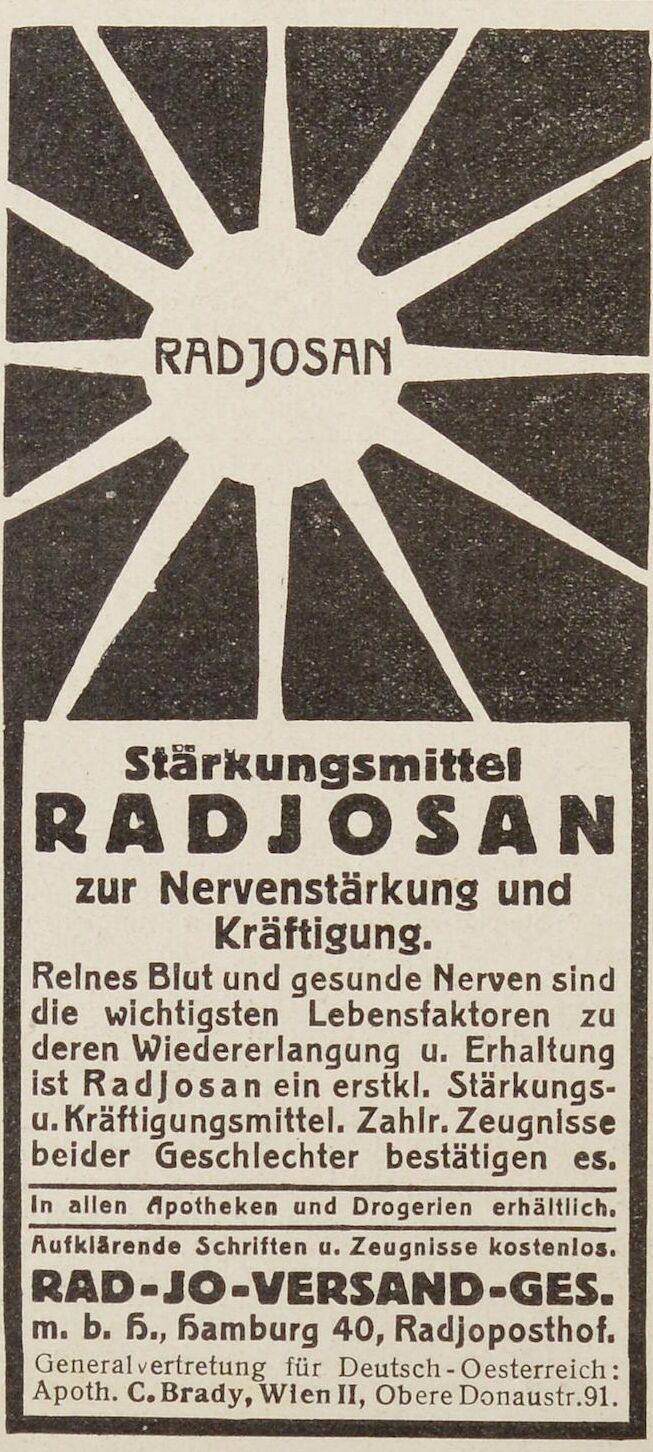 RADJOSAN
Stärkungsmittel
RADJOSAN
zur Nervenstärkung und
Kräftigung.
Reines Blut und gesunde Nerven sind
die wichtigsten Lebensfaktoren zu
deren Wiedererlangung u. Erhaltung
ist Radjosan ein erstkl. Stärkungs-
u. Kräftigungsmittel. Zahlr. Zeugnisse
beider Geschlechter bestätigen es.
In allen Apotheken und Drogerien erhältlich.
Aufklärende Schriften u. Zeugnisse kostenlos.
RAD-JO-VERSAND-GES.
m. b. H., Hamburg 40, Radjoposthof.
Generalvertretung für Deutsch-Oesterreich:
Apoth. C. Brady, Wien II, Obere Donaustr. 91.